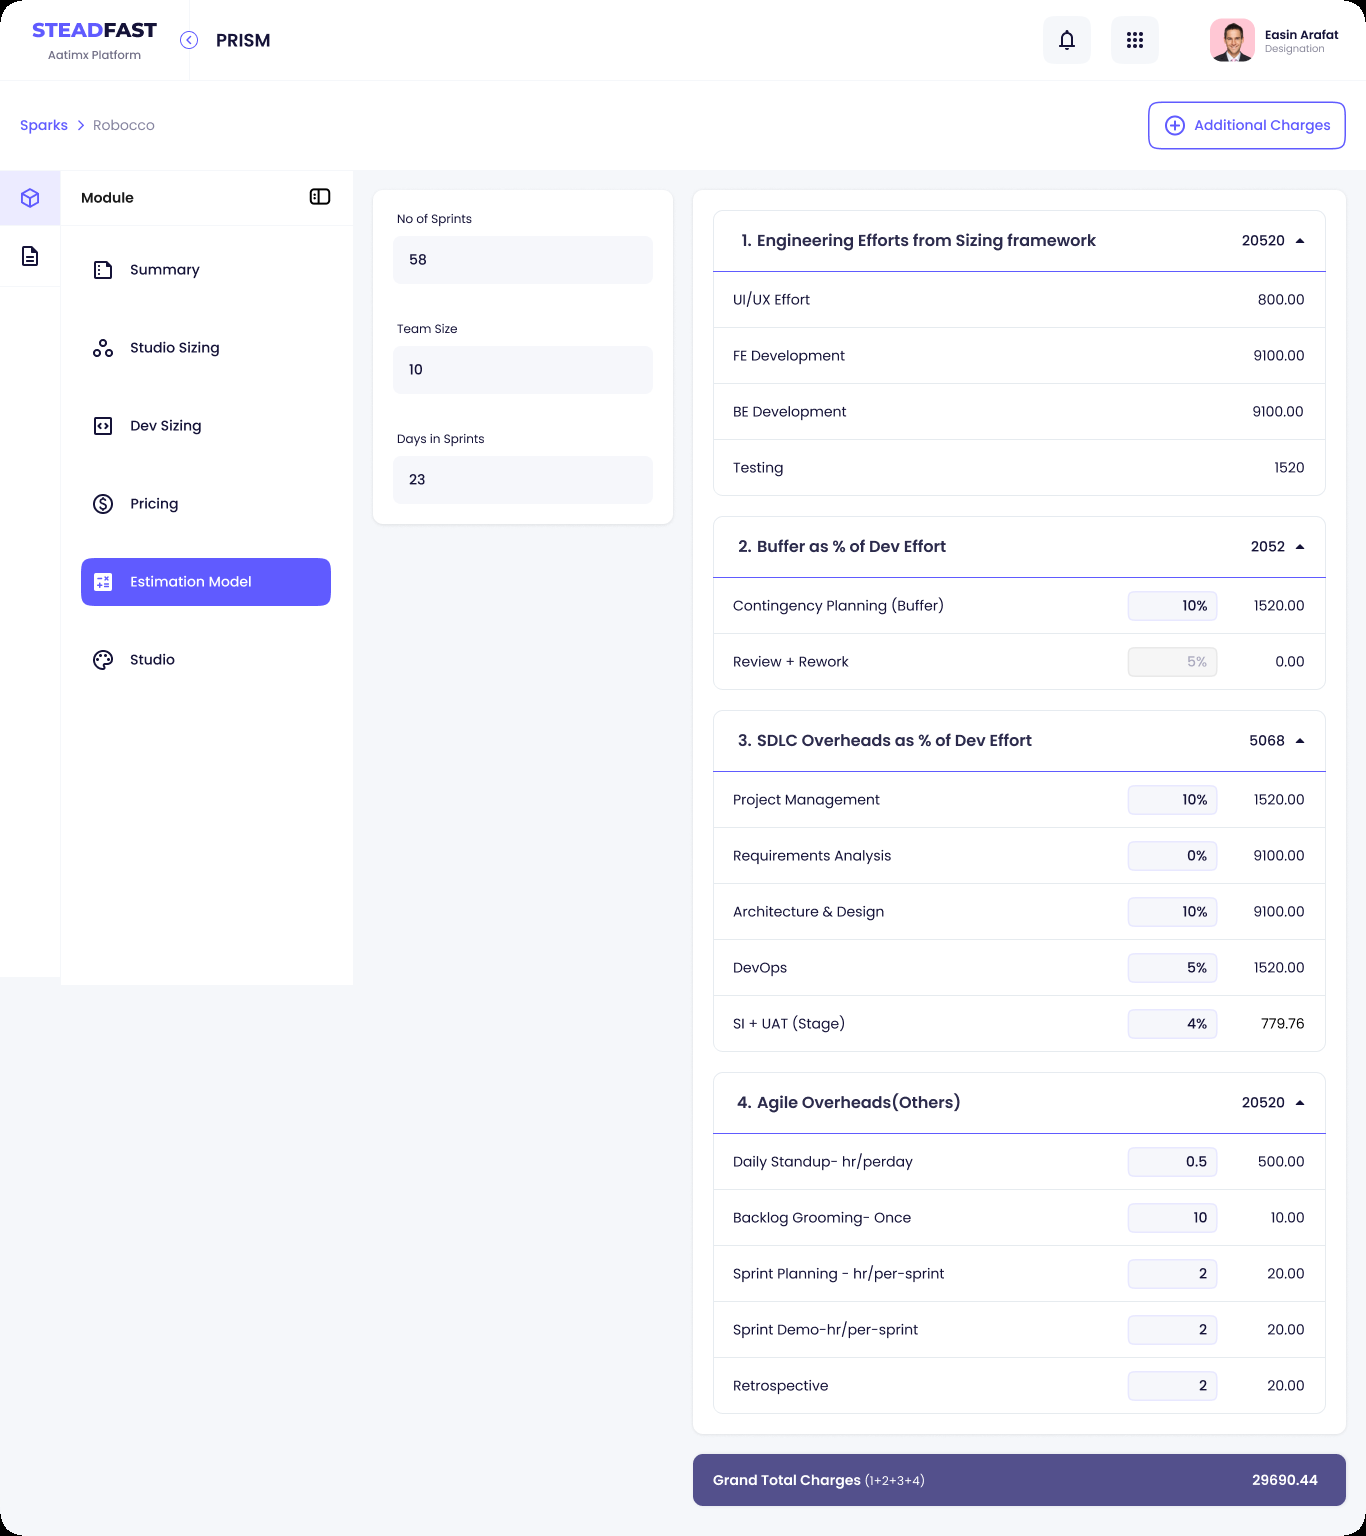 STEADFAST
Aatimx Platform
PRISM
Easin Arafat
Designation
Sparks > Robocco
Additional Charges
Module
Summary
Studio Sizing
Dev Sizing
Pricing
Estimation Model
Studio
No of Sprints
58
Team Size
10
Days in Sprints
23
1. Engineering Efforts from Sizing framework 20520
UI/UX Effort 800.00
FE Development 9100.00
BE Development 9100.00
Testing 1520
2. Buffer as % of Dev Effort 2052
Contingency Planning (Buffer) 10% 1520.00
Review + Rework 5% 0.00
3. SDLC Overheads as % of Dev Effort 5068
Project Management 10% 1520.00
Requirements Analysis 0% 9100.00
Architecture & Design 10% 9100.00
DevOps 5% 1520.00
SI + UAT (Stage) 4% 779.76
4. Agile Overheads(Others) 20520
Daily Standup- hr/perday 0.5 500.00
Backlog Grooming- Once 10 10.00
Sprint Planning - hr/per-sprint 2 20.00
Sprint Demo-hr/per-sprint 2 20.00
Retrospective 2 20.00
Grand Total Charges (1+2+3+4) 29690.44